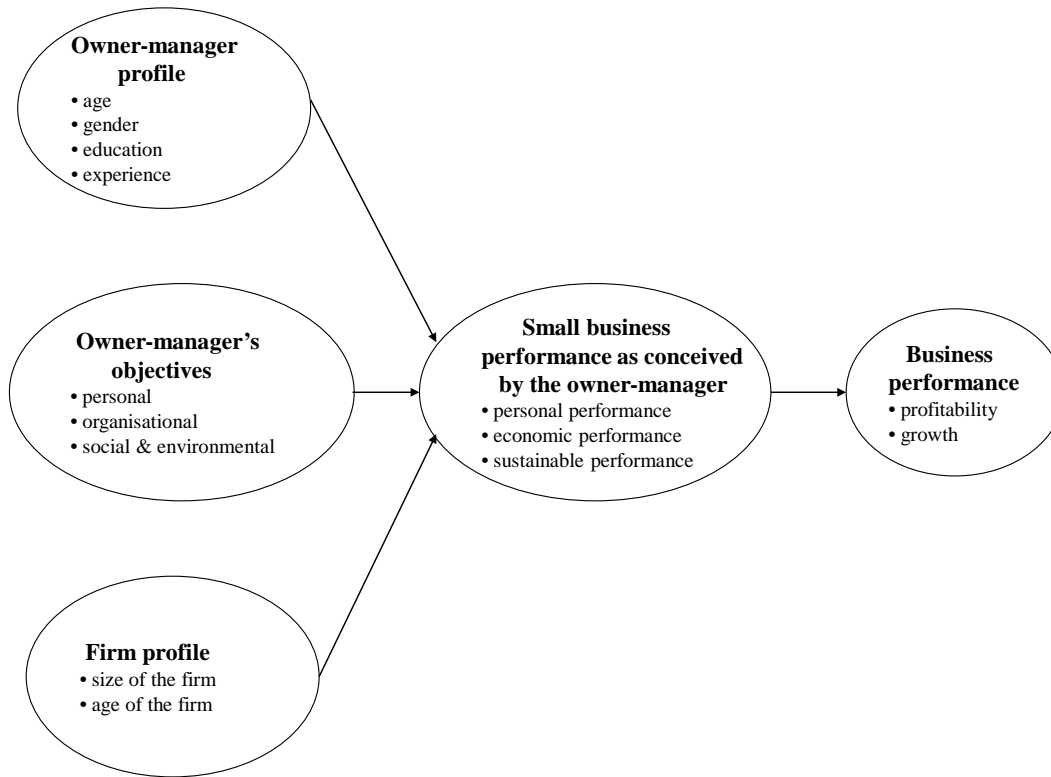 Owner-manager
profile
• age
• gender
• education
• experience
Owner-manager’s
objectives
• personal
• organisational
• social & environmental
Firm profile
• size of the firm
• age of the firm
Small business
performance as conceived
by the owner-manager
• personal performance
• economic performance
• sustainable performance
Business
performance
• profitability
• growth